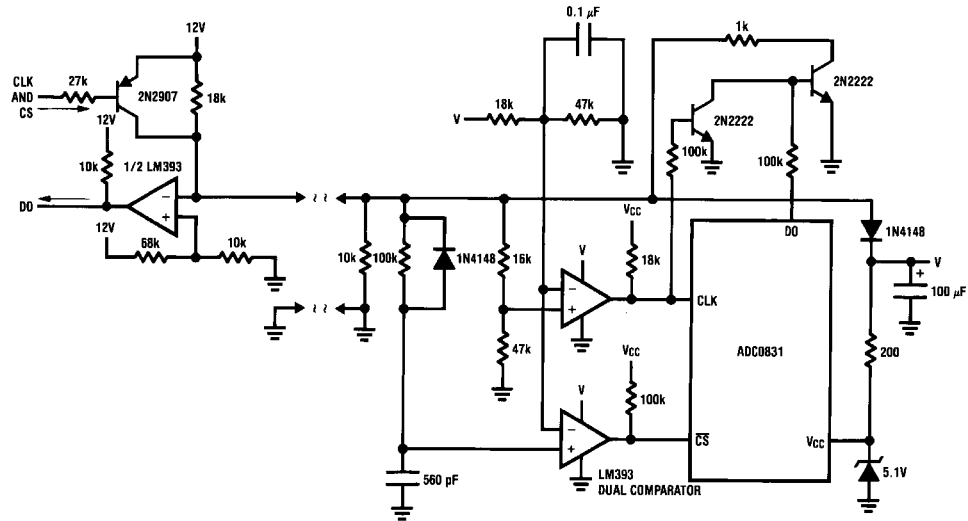 12V
0.1 µF
1k
CLK
AND
CS
27k
2N2907
18k
2N2222
12V
V
18k
47k
2N2222
10k
1/2 LM393
100k
100k
DO
12V
68k
10k
VCC
DO
1N4148
10k
100k
1N4148
16k
V
18k
V
+
100 µF
CLK
ADC0831
200
47k
VCC
100k
V
CS
VCC
560 pF
LM393
DUAL COMPARATOR
5.1V
−
+
−
+
−
+